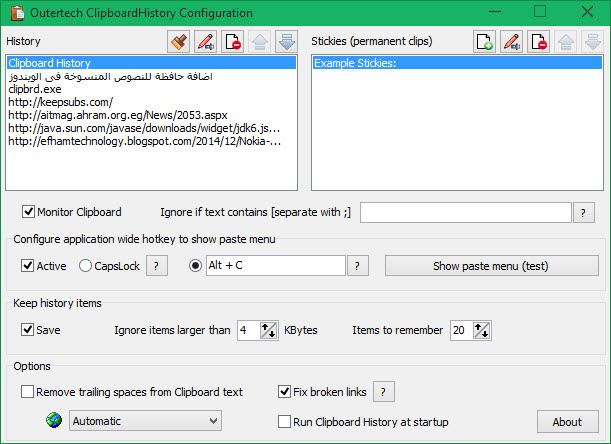 Outertech ClipboardHistory Configuration
History
Stickies (permanent clips)
Clipboard History
اضافة حافظة للنصوص المنسوخة فى الويندوز
clipbrd.exe
http://keepsubs.com/
http://aitmag.ahram.org.eg/News/2053.aspx
http://java.sun.com/javase/downloads/widget/jdk6.js...
http://efhamtechnology.blogspot.com/2014/12/Nokia-...
Example Stickies:
Monitor Clipboard Ignore if text contains [separate with ;] ?
Configure application wide hotkey to show paste menu
Active CapsLock ? Alt + C ? Show paste menu (test)
Keep history items
Save Ignore items larger than 4 KBytes Items to remember 20
Options
Remove trailing spaces from Clipboard text Fix broken links ?
Automatic Run Clipboard History at startup About